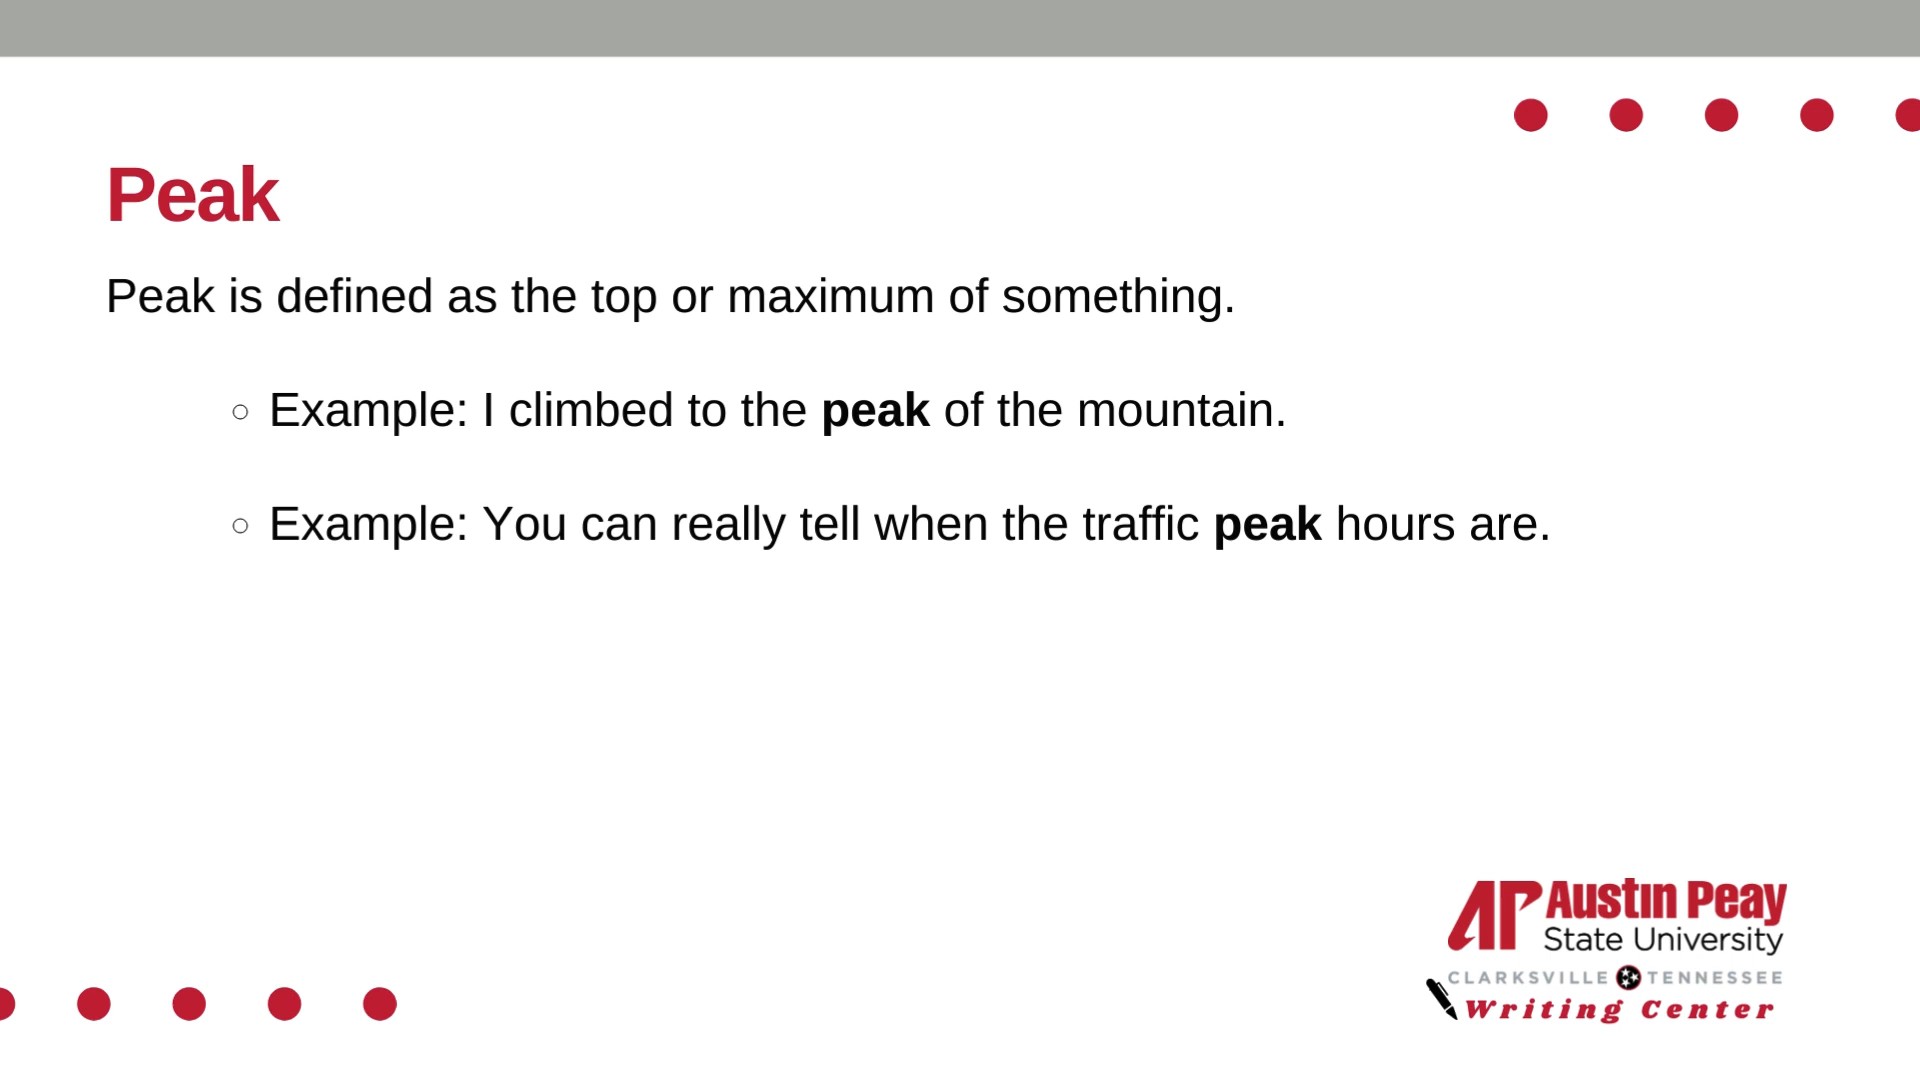 Peak
Peak is defined as the top or maximum of something.
Example: I climbed to the peak of the mountain.
Example: You can really tell when the traffic peak hours are.
AP Austin Peay
State University
CLARKSVILLE TENNESSEE
Writing Center